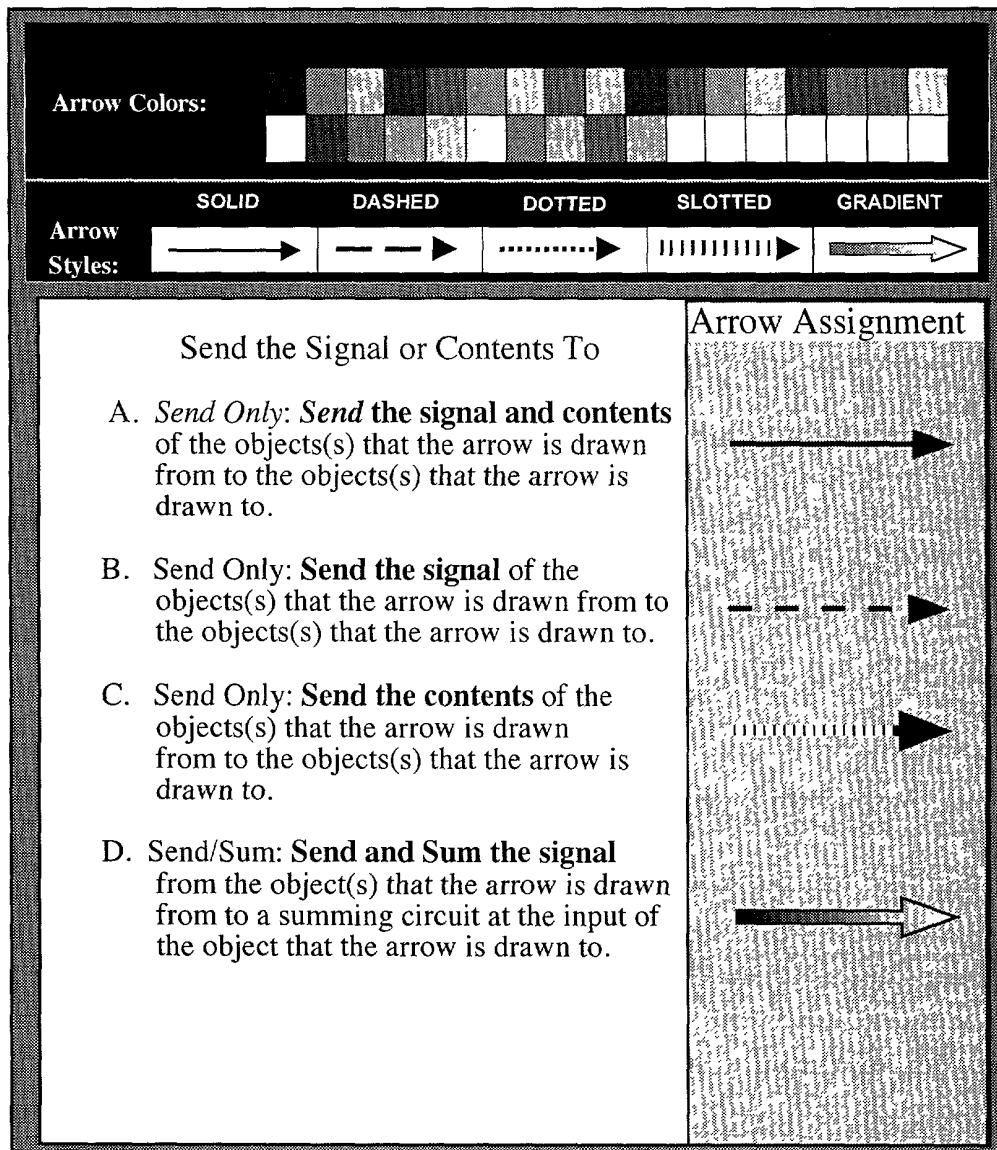 Arrow Colors:
SOLID DASHED DOTTED SLOTTED GRADIENT
Arrow
Styles:
Arrow Assignment
Send the Signal or Contents To
A. Send Only: Send the signal and contents
of the objects(s) that the arrow is drawn
from to the objects(s) that the arrow is
drawn to.
B. Send Only: Send the signal of the
objects(s) that the arrow is drawn from to
the objects(s) that the arrow is drawn to.
C. Send Only: Send the contents of the
objects(s) that the arrow is drawn
from to the objects(s) that the arrow is
drawn to.
D. Send/Sum: Send and Sum the signal
from the object(s) that the arrow is drawn
from to a summing circuit at the input of
the object that the arrow is drawn to.